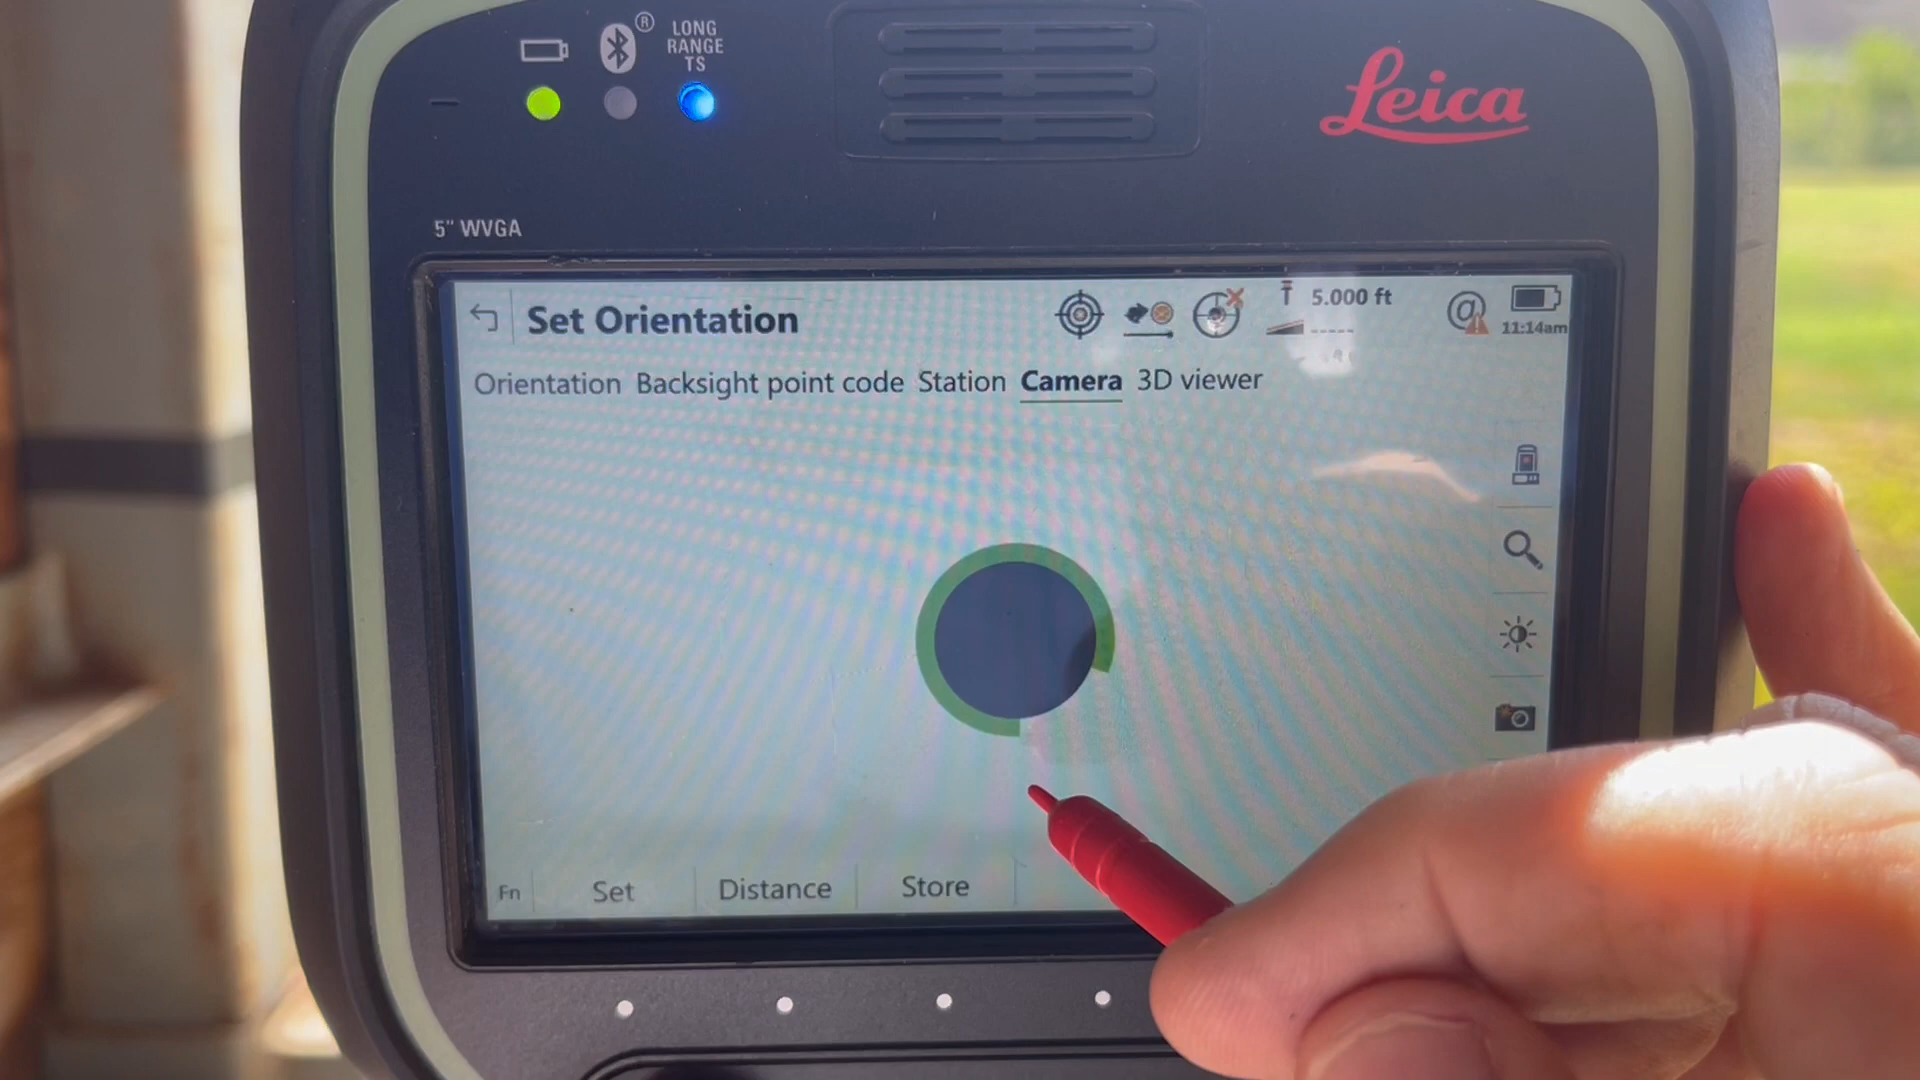 ®
LONG
RANGE
TS
Leica
5" WVGA
Set Orientation
5.000 ft
-----
@
11:14am
Orientation Backsight point code Station Camera 3D viewer
Fn Set Distance Store